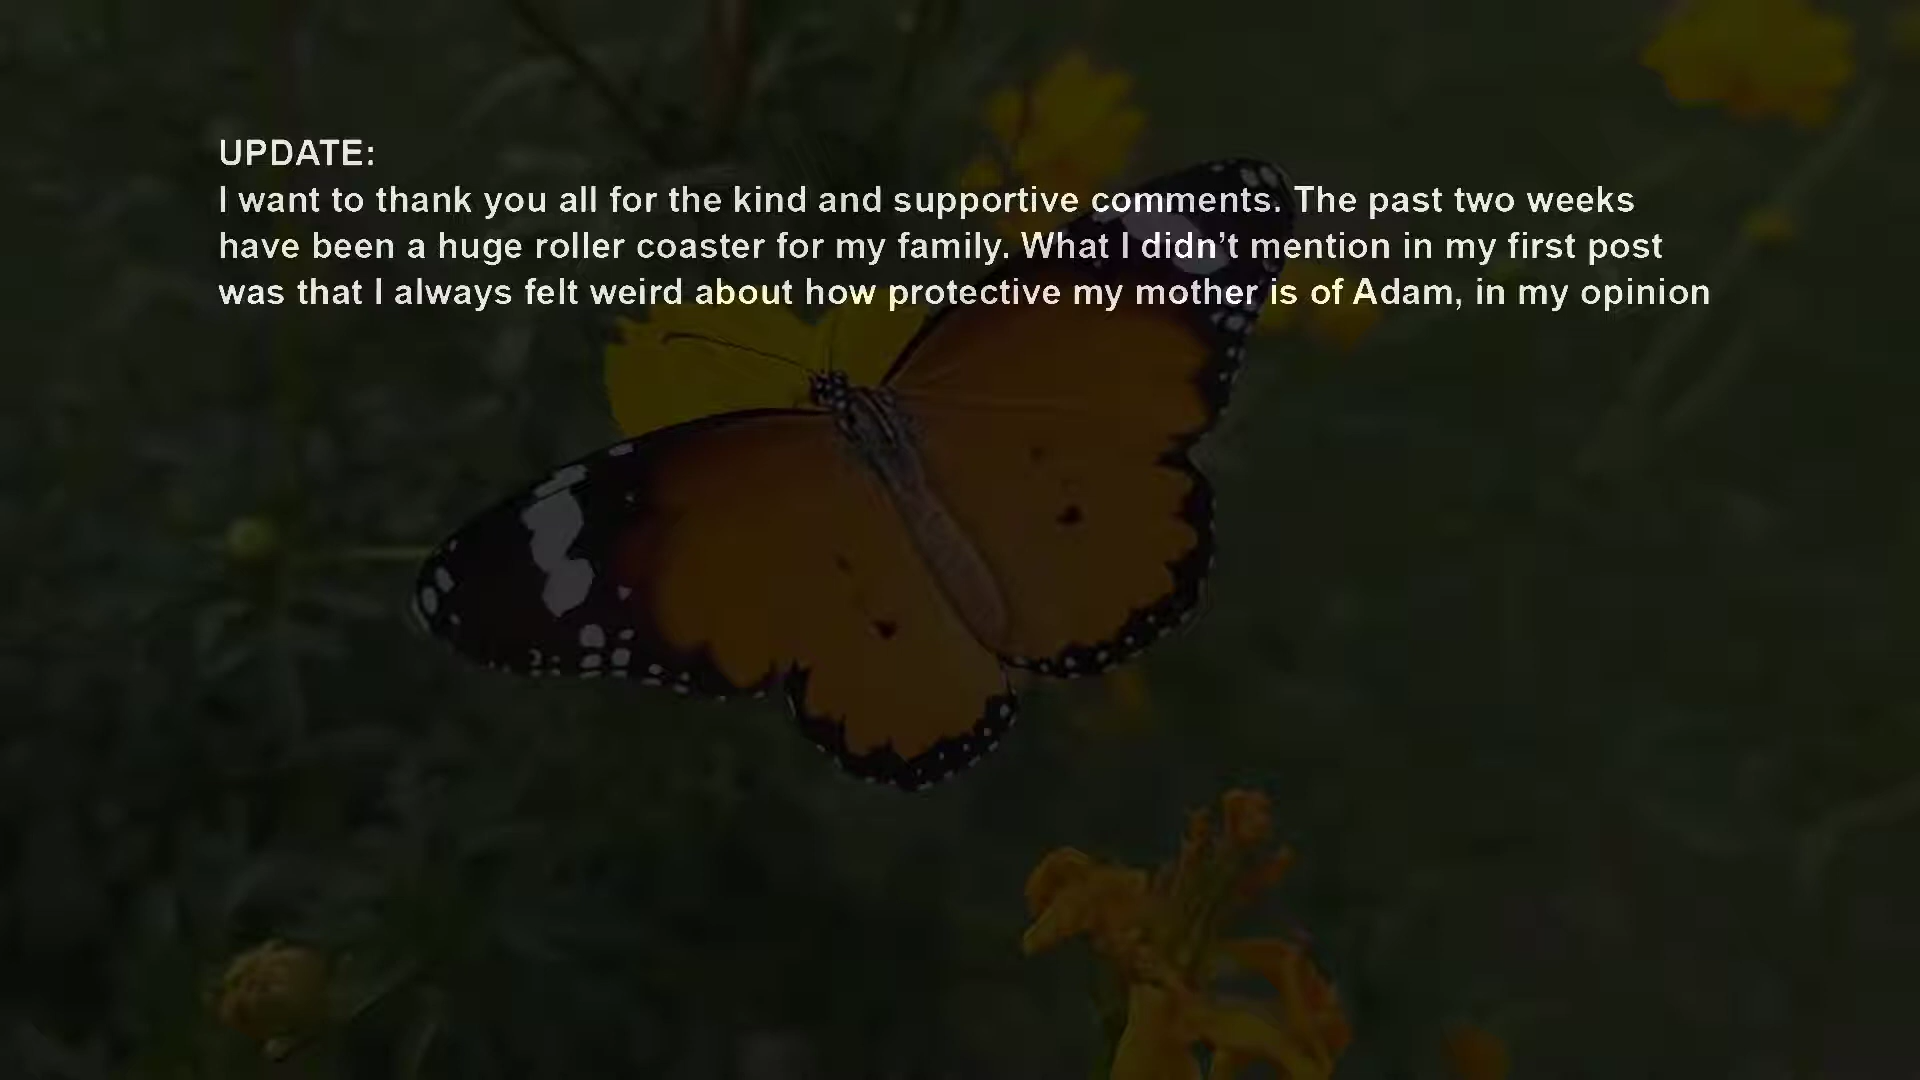 UPDATE:
I want to thank you all for the kind and supportive comments. The past two weeks
have been a huge roller coaster for my family. What I didn’t mention in my first post
was that I always felt weird about how protective my mother is of Adam, in my opinion